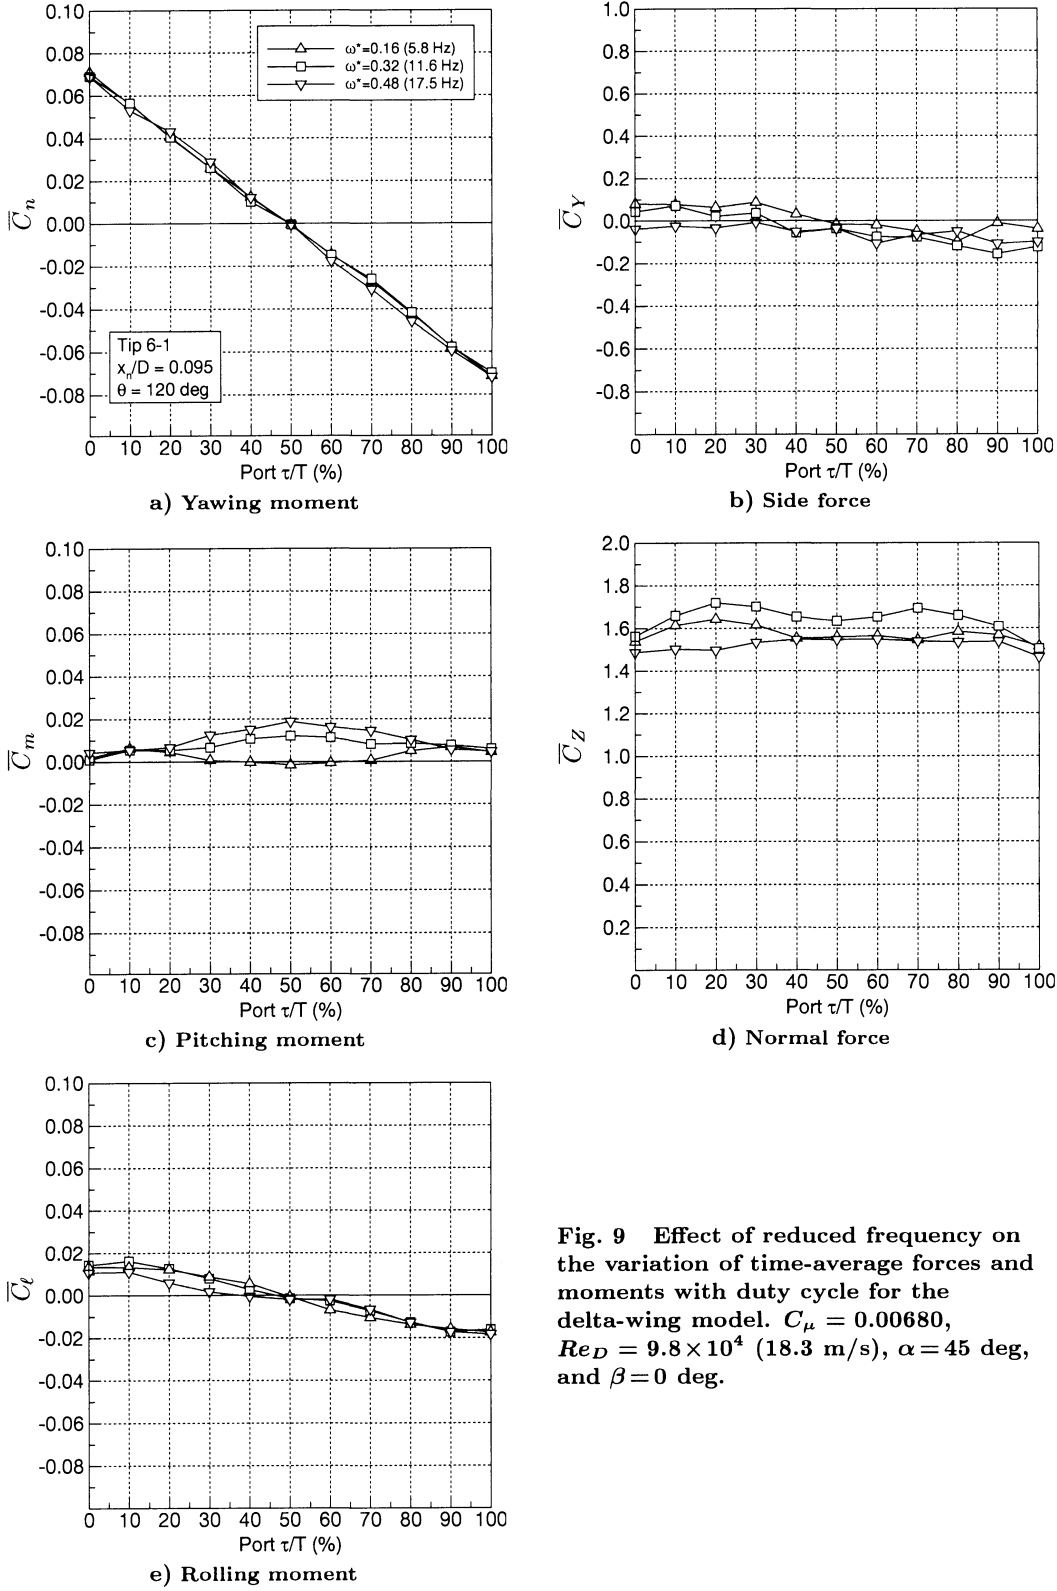 0.10
0.08
0.06
0.04
0.02
0.00
-0.02
-0.04
-0.06
-0.08
C̅n
ω*=0.16 (5.8 Hz)
ω*=0.32 (11.6 Hz)
ω*=0.48 (17.5 Hz)
Tip 6-1
xn/D = 0.095
θ = 120 deg
0 10 20 30 40 50 60 70 80 90 100
Port τ/T (%)
a) Yawing moment
1.0
0.8
0.6
0.4
0.2
0.0
-0.2
-0.4
-0.6
-0.8
C̅Y
0 10 20 30 40 50 60 70 80 90 100
Port τ/T (%)
b) Side force
0.10
0.08
0.06
0.04
0.02
0.00
-0.02
-0.04
-0.06
-0.08
C̅m
0 10 20 30 40 50 60 70 80 90 100
Port τ/T (%)
c) Pitching moment
2.0
1.8
1.6
1.4
1.2
1.0
0.8
0.6
0.4
0.2
C̅Z
0 10 20 30 40 50 60 70 80 90 100
Port τ/T (%)
d) Normal force
0.10
0.08
0.06
0.04
0.02
0.00
-0.02
-0.04
-0.06
-0.08
C̅ℓ
0 10 20 30 40 50 60 70 80 90 100
Port τ/T (%)
e) Rolling moment
Fig. 9 Effect of reduced frequency on
the variation of time-average forces and
moments with duty cycle for the
delta-wing model. Cμ = 0.00680,
ReD = 9.8×10⁴ (18.3 m/s), α=45 deg,
and β=0 deg.